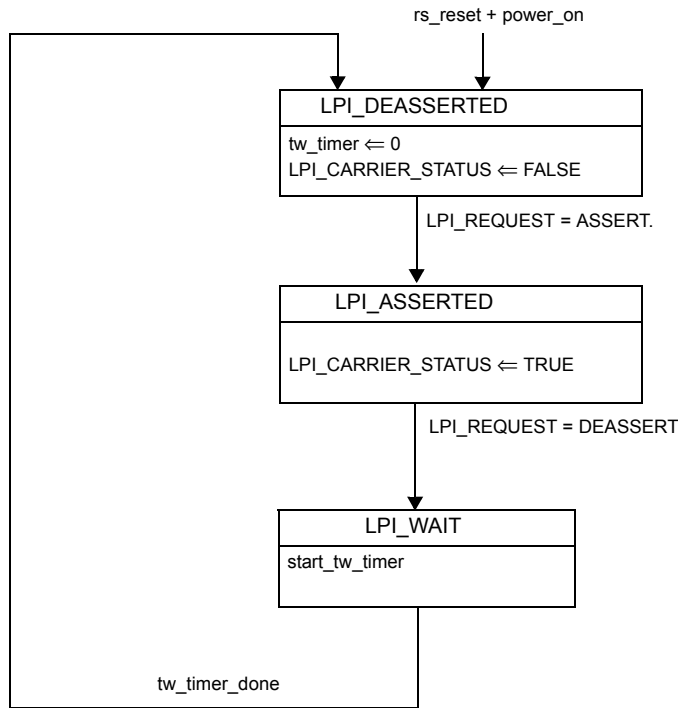 rs_reset + power_on
LPI_DEASSERTED
tw_timer ⇐ 0
LPI_CARRIER_STATUS ⇐ FALSE
LPI_REQUEST = ASSERT.
LPI_ASSERTED
LPI_CARRIER_STATUS ⇐ TRUE
LPI_REQUEST = DEASSERT
LPI_WAIT
start_tw_timer
tw_timer_done